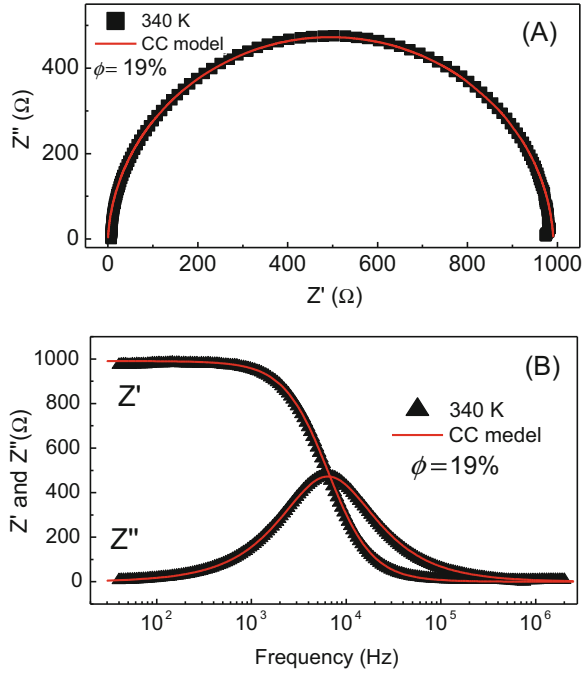 340 K
CC model
ϕ= 19%
(A)
400
200
0
Z'' (Ω)
0 200 400 600 800 1000
Z' (Ω)
(B)
1000
800
600
400
200
0
Z' and Z''(Ω)
Z'
Z''
340 K
CC medel
ϕ=19%
10² 10³ 10⁴ 10⁵ 10⁶
Frequency (Hz)